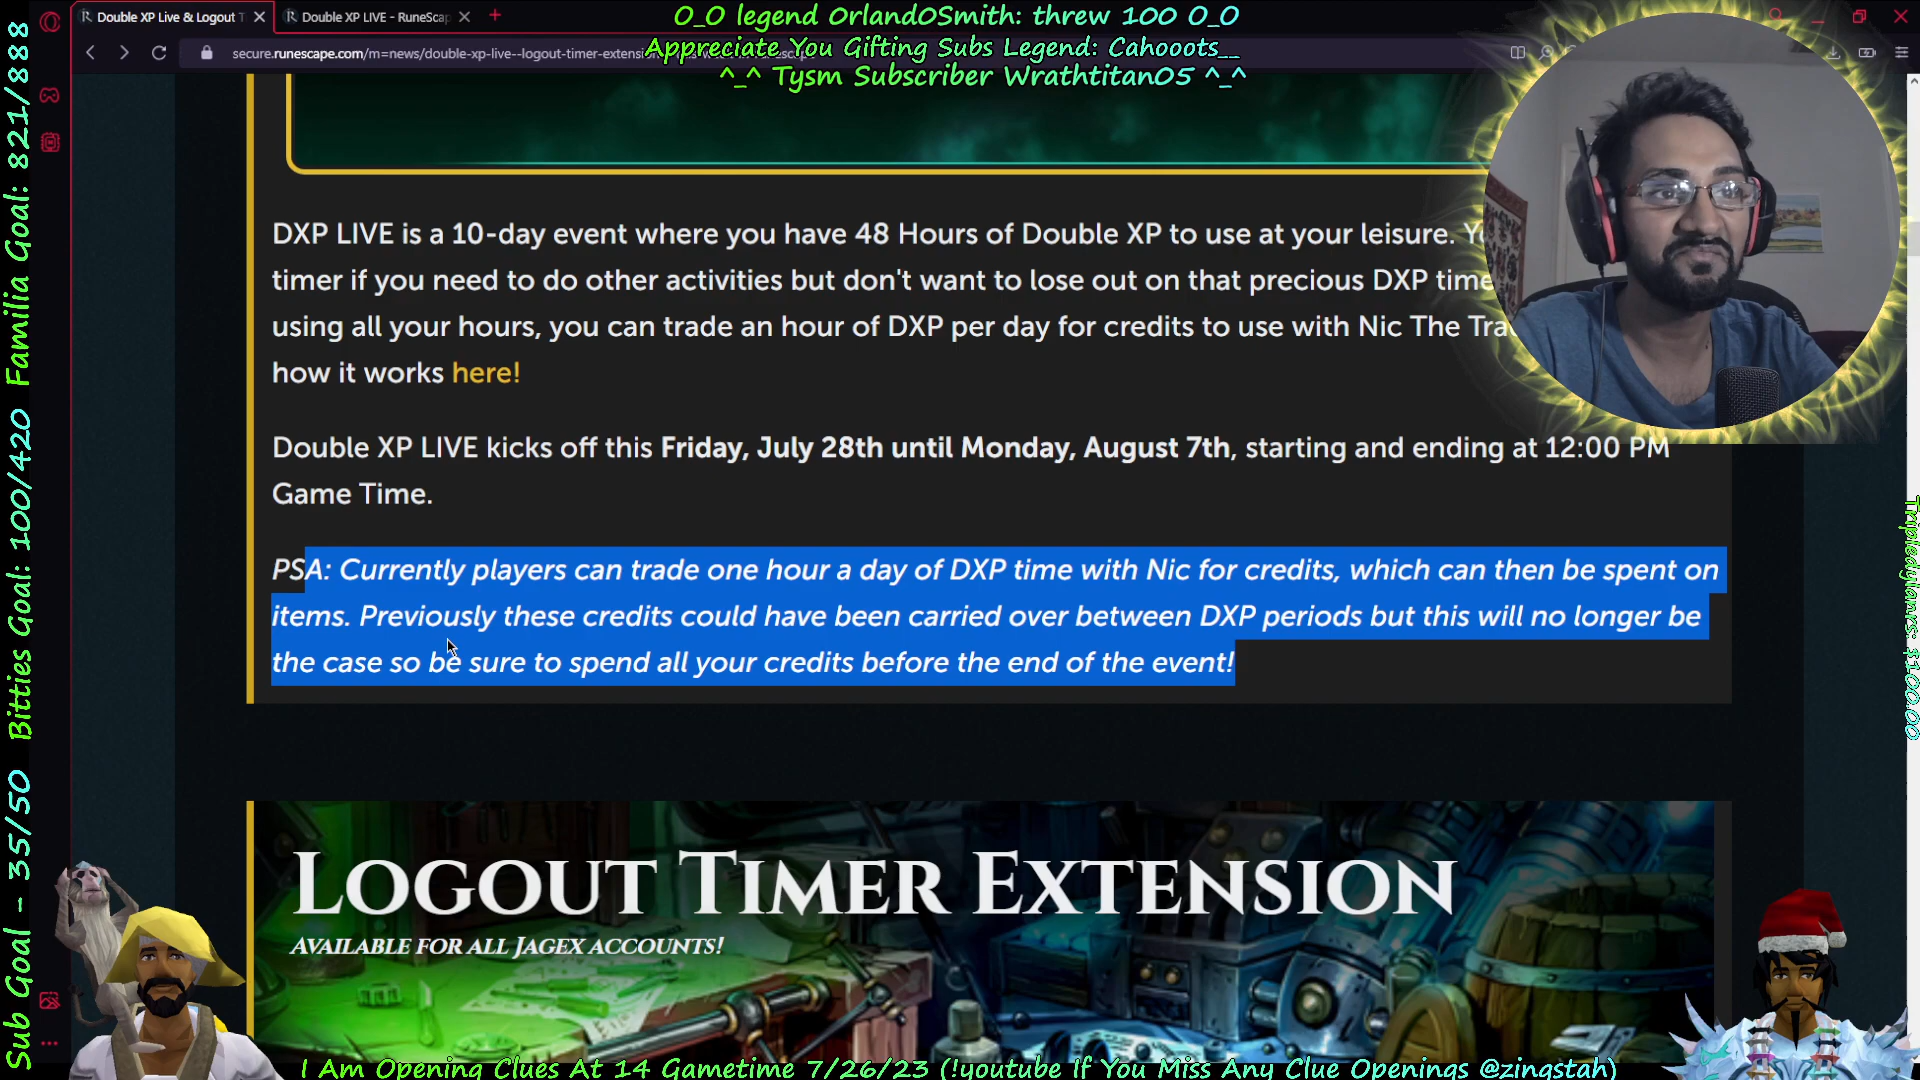 Double XP Live & Logout T
Double XP LIVE - RuneScap
O_O legend OrlandOSmith: threw 100 O_O
secure.runescape.com/m=news/double-xp-live--logout-timer-extensi
Appreciate You Gifting Subs Legend: Cahooots__
^_^ Tysm Subscriber Wrathtitan05 ^_^
DXP LIVE is a 10-day event where you have 48 Hours of Double XP to use at your leisure.
timer if you need to do other activities but don't want to lose out on that precious DXP time
using all your hours, you can trade an hour of DXP per day for credits to use with Nic The Tra
how it works here!
Double XP LIVE kicks off this Friday, July 28th until Monday, August 7th, starting and ending at 12:00 PM
Game Time.
PSA: Currently players can trade one hour a day of DXP time with Nic for credits, which can then be spent on
items. Previously these credits could have been carried over between DXP periods but this will no longer be
the case so be sure to spend all your credits before the end of the event!
LOGOUT TIMER EXTENSION
AVAILABLE FOR ALL JAGEX ACCOUNTS!
I Am Opening Clues At 14 Gametime 7/26/23 (!youtube If You Miss Any Clue Openings @zingstah)
Sub Goal - 35/50 Bitties Goal: 100/420 Familia Goal: 821/888